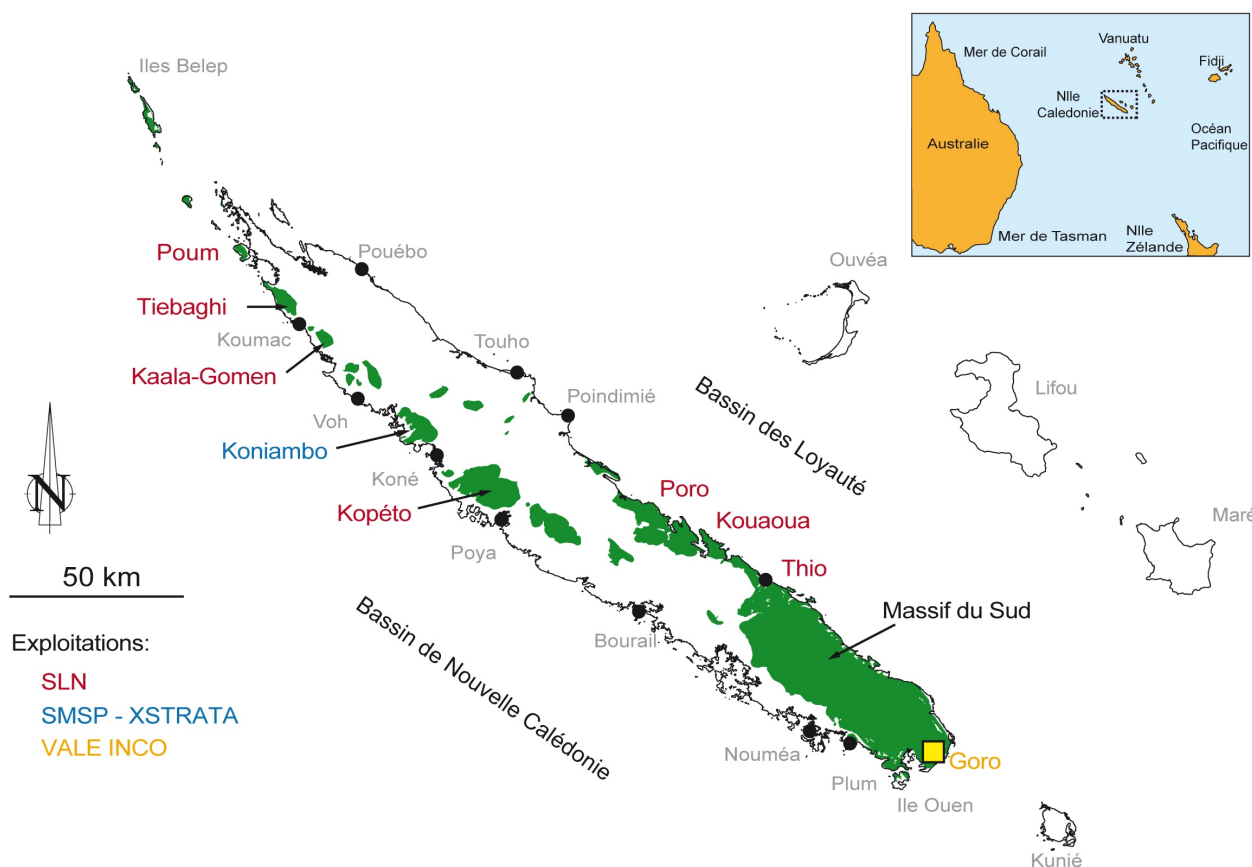 Iles Belep
Mer de Corail
Vanuatu
Fidji
Nlle
Caledonie
Océan
Pacifique
Australie
Mer de Tasman
Nlle
Zélande
Poum
Pouébo
Ouvéa
Tiebaghi
Koumac
Touho
Kaala-Gomen
Lifou
Voh
Poindimié
Bassin des Loyauté
Koniambo
Koné
N
Kopéto
Poro
Kouaoua
Maré
Poya
Thio
50 km
Massif du Sud
Bourail
Bassin de Nouvelle Calédonie
Exploitations:
SLN
SMSP - XSTRATA
VALE INCO
Nouméa
Plum
Goro
Ile Ouen
Kunié